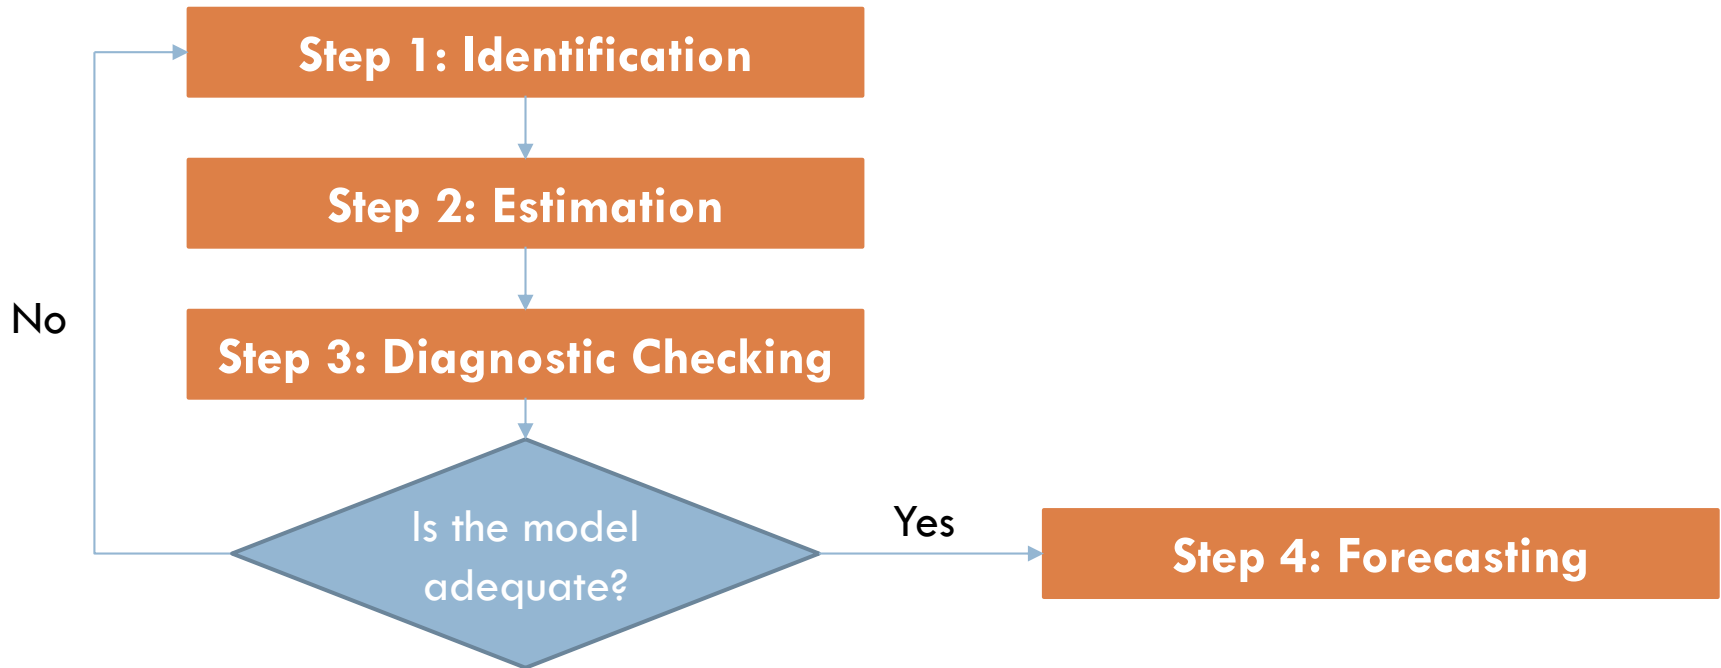 Step 1: Identification
Step 2: Estimation
No
Step 3: Diagnostic Checking
Is the model
adequate?
Yes
Step 4: Forecasting